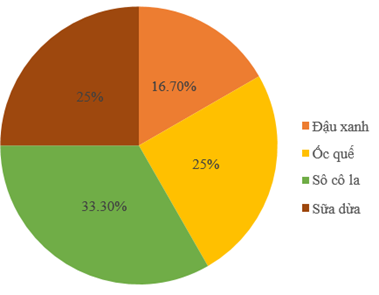 16.70%
25%
25%
33.30%
Đậu xanh
Ốc quế
Sô cô la
Sữa dừa